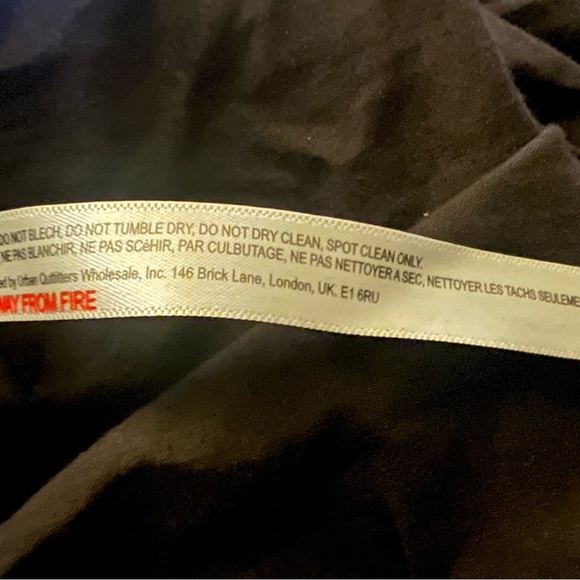 DO NOT BLECH, DO NOT TUMBLE DRY, DO NOT DRY CLEAN, SPOT CLEAN ONLY.
NE PAS BLANCHIR, NE PAS SCéHIR, PAR CULBUTAGE, NE PAS NETTOYER A SEC, NETTOYER LES TACHS SEULEME
ed by Urban Outfitters Wholesale, Inc. 146 Brick Lane, London, UK. E1 6RU
WAY FROM FIRE